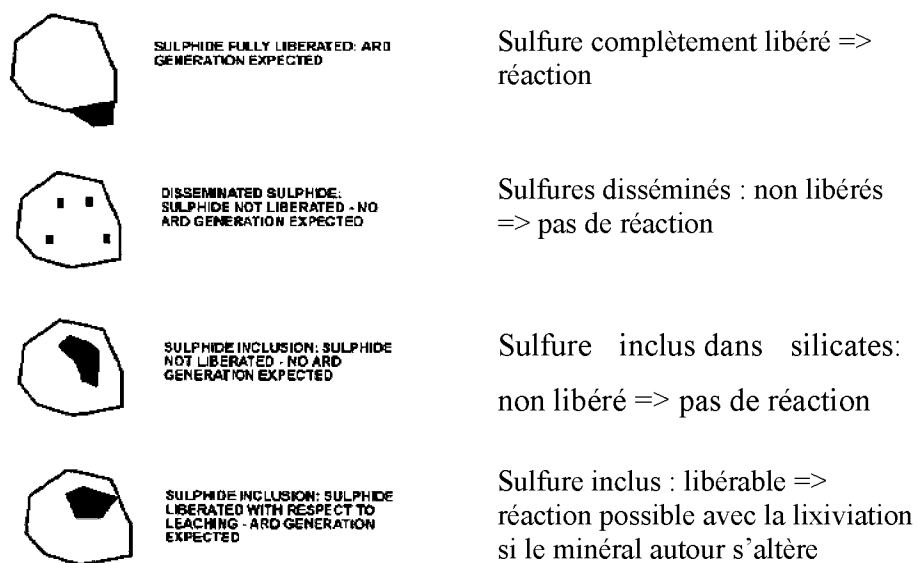 SULPHIDE FULLY LIBERATED: ARD
GENERATION EXPECTED
Sulfure complètement libéré =>
réaction
DISSEMINATED SULPHIDE:
SULPHIDE NOT LIBERATED - NO
ARD GENERATION EXPECTED
Sulfures disséminés : non libérés
=> pas de réaction
SULPHIDE INCLUSION: SULPHIDE
NOT LIBERATED - NO ARD
GENERATION EXPECTED
Sulfure inclus dans silicates:
non libéré => pas de réaction
SULPHIDE INCLUSION: SULPHIDE
LIBERATED WITH RESPECT TO
LEACHING - ARD GENERATION
EXPECTED
Sulfure inclus : libérable =>
réaction possible avec la lixiviation
si le minéral autour s'altère